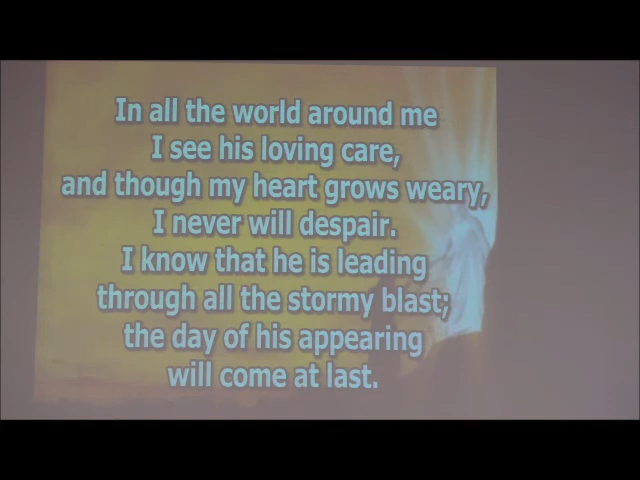 In all the world around me
I see his loving care,
and though my heart grows weary,
I never will despair.
I know that he is leading
through all the stormy blast;
the day of his appearing
will come at last.